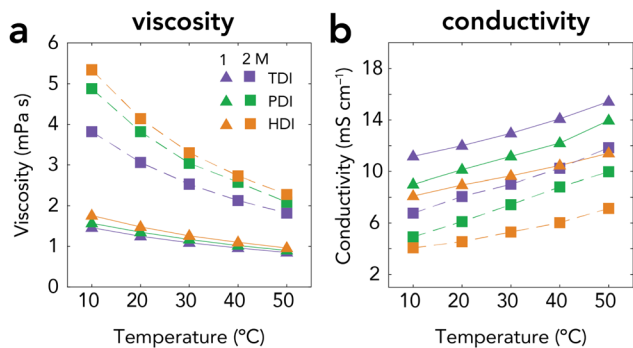 a viscosity
Viscosity (mPa s)
6
5
4
3
2
1
0
1 2 M
TDI
PDI
HDI
10 20 30 40 50
Temperature (°C)
b conductivity
Conductivity (mS cm⁻¹)
18
14
10
6
2
10 20 30 40 50
Temperature (°C)